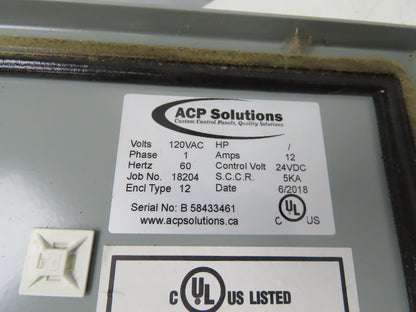 ACP Solutions
Custom Control Panels, Quality Solutions
Volts 120VAC HP /
Phase 1 Amps 12
Hertz 60 Control Volt 24VDC
Job No. 18204 S.C.C.R. 5KA
Encl Type 12 Date 6/2018
Serial No: B 58433461
www.acpsolutions.ca
C UL US
C UL US LISTED